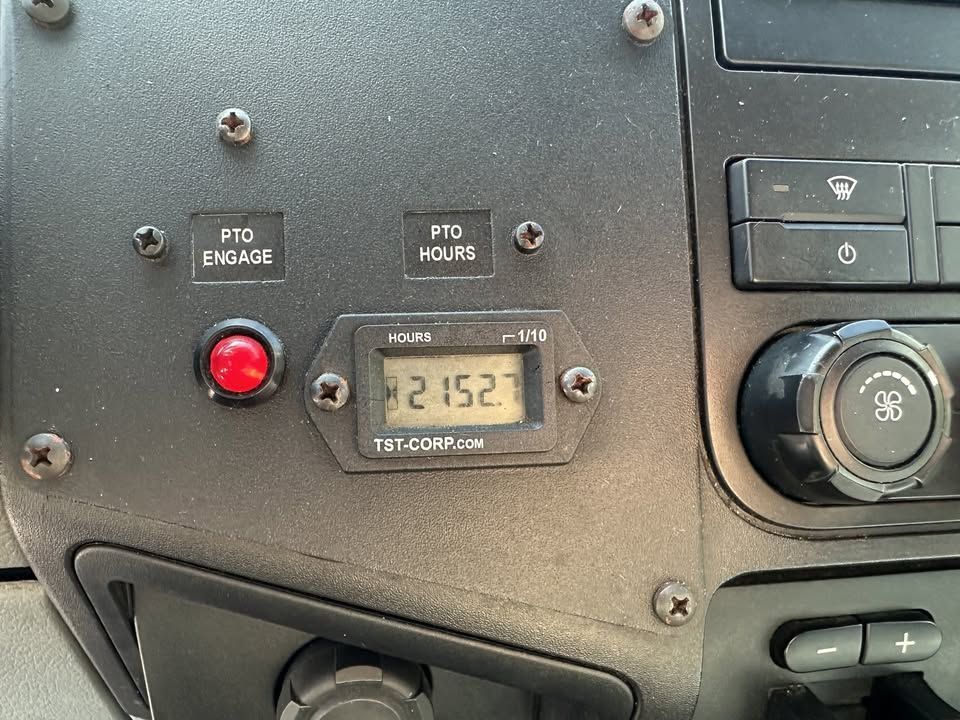 PTO
ENGAGE
PTO
HOURS
HOURS
1/10
2152.7
TST-CORP.COM
-
+